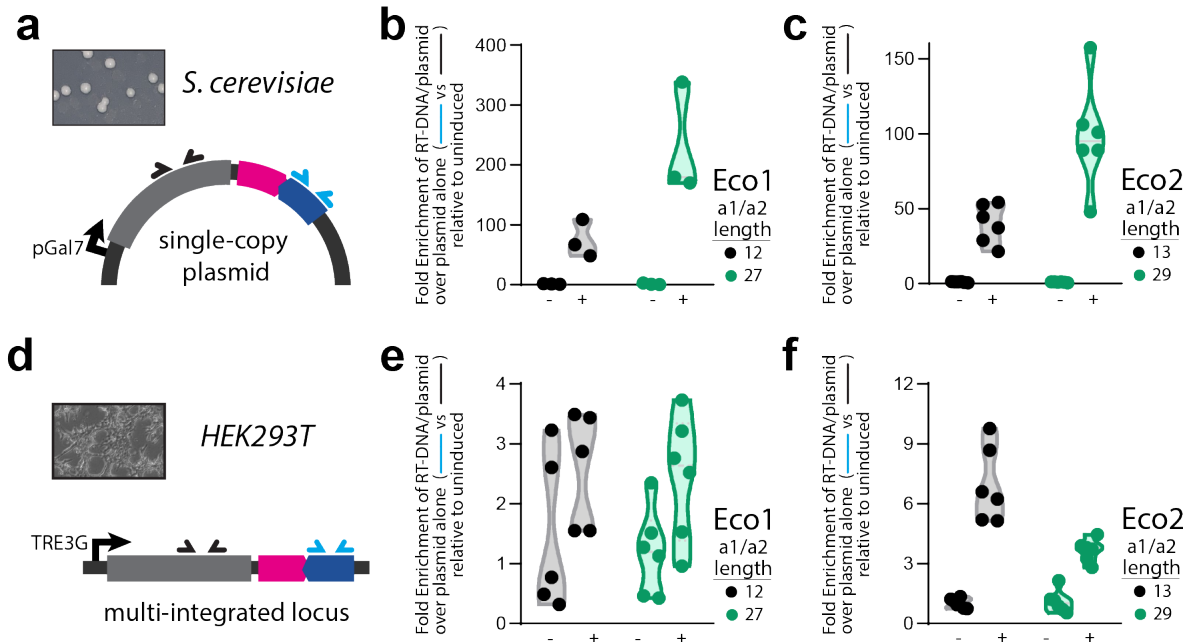 a
S. cerevisiae
pGal7
single-copy
plasmid
b
Fold Enrichment of RT-DNA/plasmid
over plasmid alone ( vs )
relative to uninduced
400
300
200
100
0
- + - +
Eco1
a1/a2
length
12
27
c
Fold Enrichment of RT-DNA/plasmid
over plasmid alone ( vs )
relative to uninduced
150
100
50
0
- + - +
Eco2
a1/a2
length
13
29
d
HEK293T
TRE3G
multi-integrated locus
e
Fold Enrichment of RT-DNA/plasmid
over plasmid alone ( vs )
relative to uninduced
4
3
2
1
0
- + - +
Eco1
a1/a2
length
12
27
f
Fold Enrichment of RT-DNA/plasmid
over plasmid alone ( vs )
relative to uninduced
12
9
6
3
0
- + - +
Eco2
a1/a2
length
13
29